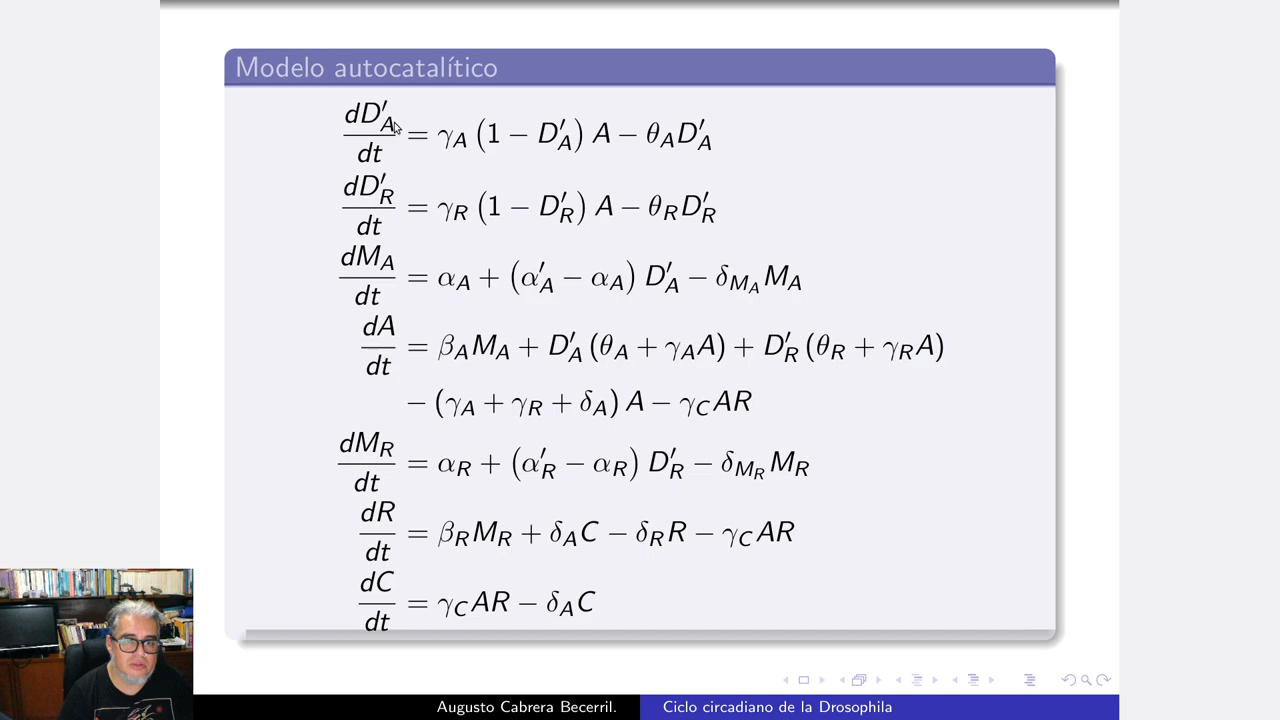 Modelo autocatalítico
dD′_A/dt = γ_A (1 − D′_A) A − θ_A D′_A
dD′_R/dt = γ_R (1 − D′_R) A − θ_R D′_R
dM_A/dt = α_A + (α′_A − α_A) D′_A − δ_{M_A} M_A
dA/dt = β_A M_A + D′_A (θ_A + γ_A A) + D′_R (θ_R + γ_R A)
− (γ_A + γ_R + δ_A) A − γ_C AR
dM_R/dt = α_R + (α′_R − α_R) D′_R − δ_{M_R} M_R
dR/dt = β_R M_R + δ_A C − δ_R R − γ_C AR
dC/dt = γ_C AR − δ_A C
Augusto Cabrera Becerril. Ciclo circadiano de la Drosophila